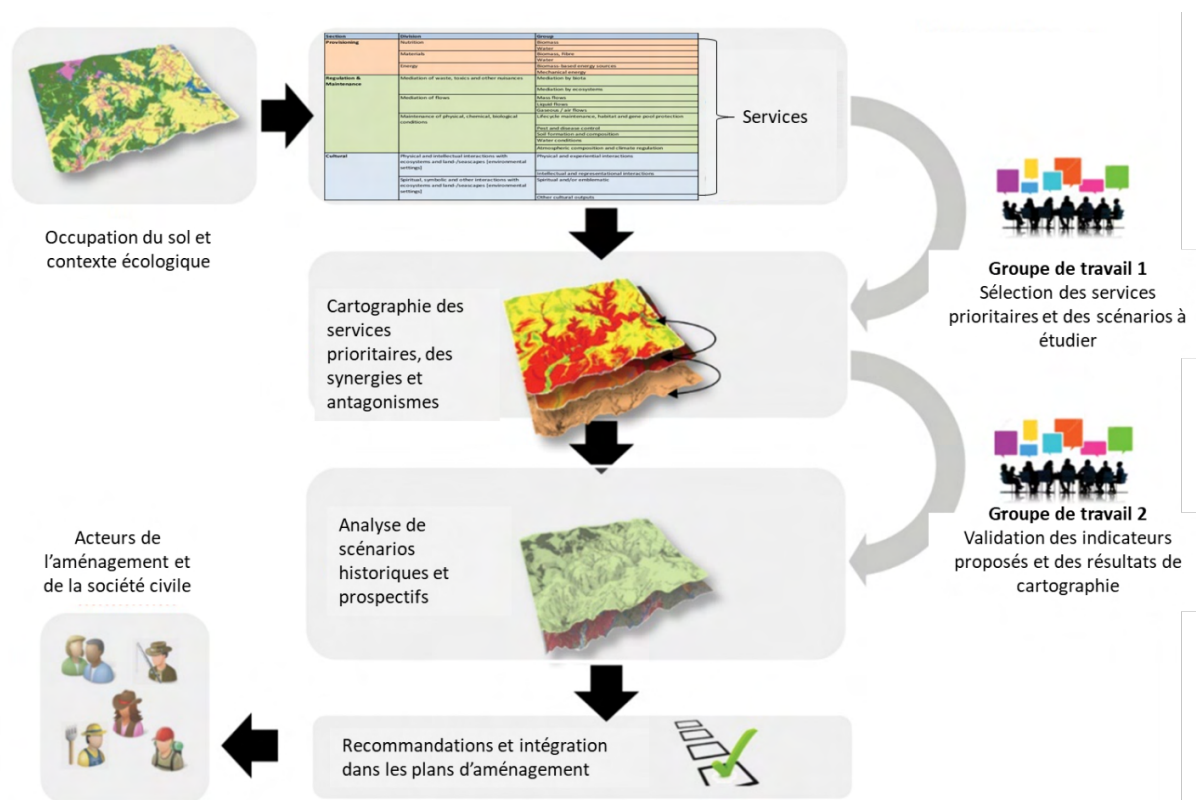 Occupation du sol et
contexte écologique
Section Division Group
Provisioning Nutrition Biomass
Water
Materials Biomass, Fibre
Water
Energy Biomass-based energy sources
Mechanical energy
Regulation & Maintenance Mediation of waste, toxics and other nuisances Mediation by biota
Mediation by ecosystems
Mediation of flows Mass flows
Liquid flows
Gaseous / air flows
Maintenance of physical, chemical, biological Lifecycle maintenance, habitat and gene pool protection
conditions
Pest and disease control
Soil formation and composition
Water conditions
Atmospheric composition and climate regulation
Cultural Physical and intellectual interactions with Physical and experiential interactions
ecosystems and land-/seascapes [environmental
settings]
Intellectual and representational interactions
Spiritual, symbolic and other interactions with Spiritual and/or emblematic
ecosystems and land-/seascapes [environmental
settings]
Other cultural outputs
Services
Groupe de travail 1
Sélection des services
prioritaires et des scénarios à
étudier
Cartographie des
services
prioritaires, des
synergies et
antagonismes
Groupe de travail 2
Validation des indicateurs
proposés et des résultats de
cartographie
Analyse de
scénarios
historiques et
prospectifs
Recommandations et intégration
dans les plans d’aménagement
Acteurs de
l’aménagement et
de la société civile